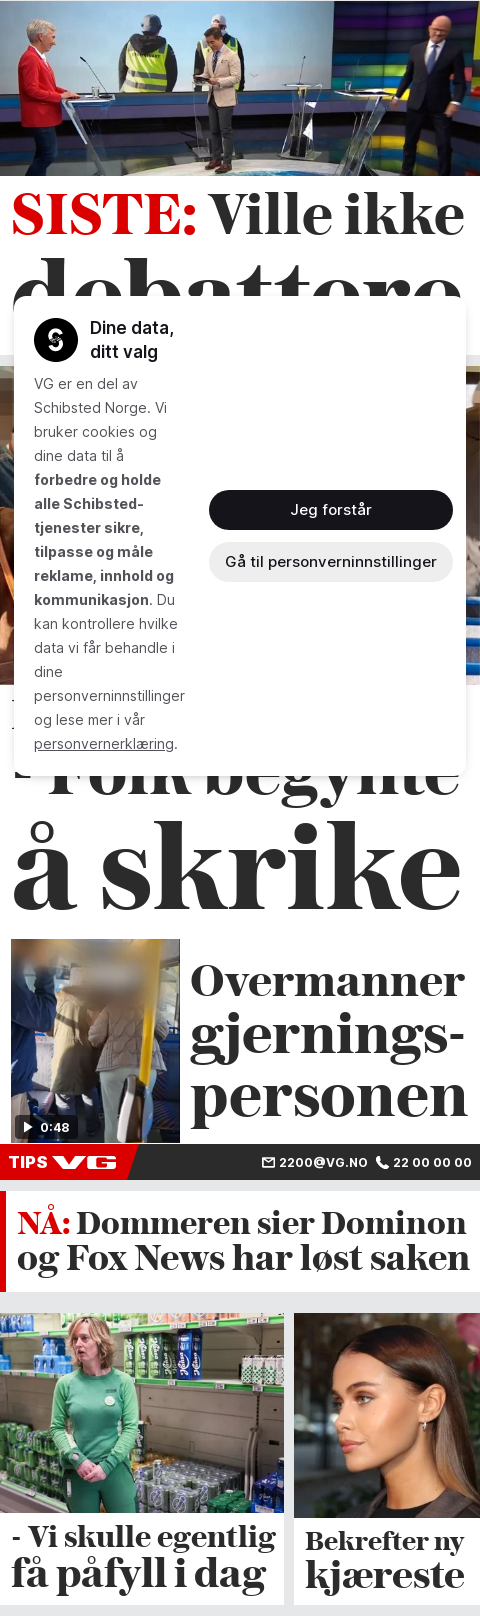 SISTE: Ville ikke
debattere
Dine data,
ditt valg
VG er en del av
Schibsted Norge. Vi
bruker cookies og
dine data til å
forbedre og holde
alle Schibsted-
tjenester sikre,
tilpasse og måle
reklame, innhold og
kommunikasjon. Du
kan kontrollere hvilke
data vi får behandle i
dine
personverninnstillinger
og lese mer i vår
personvernerklæring.
Jeg forstår
Gå til personverninnstillinger
- Folk begynte
å skrike
Overmanner
gjernings-
personen
0:48
TIPS VG
2200@VG.NO 22 00 00 00
NÅ: Dommeren sier Dominon
og Fox News har løst saken
- Vi skulle egentlig
få påfyll i dag
Bekrefter ny
kjæreste